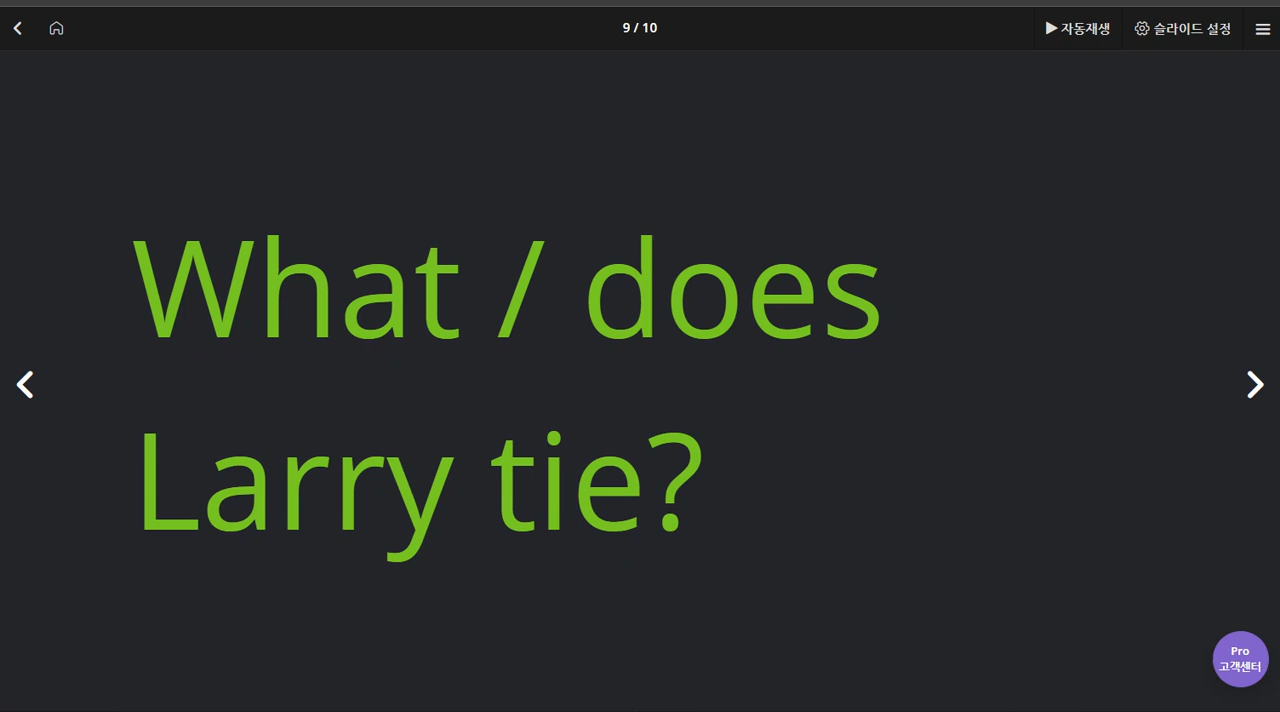 9 / 10
▶ 자동재생
슬라이드 설정
What / does
Larry tie?
Pro
고객센터